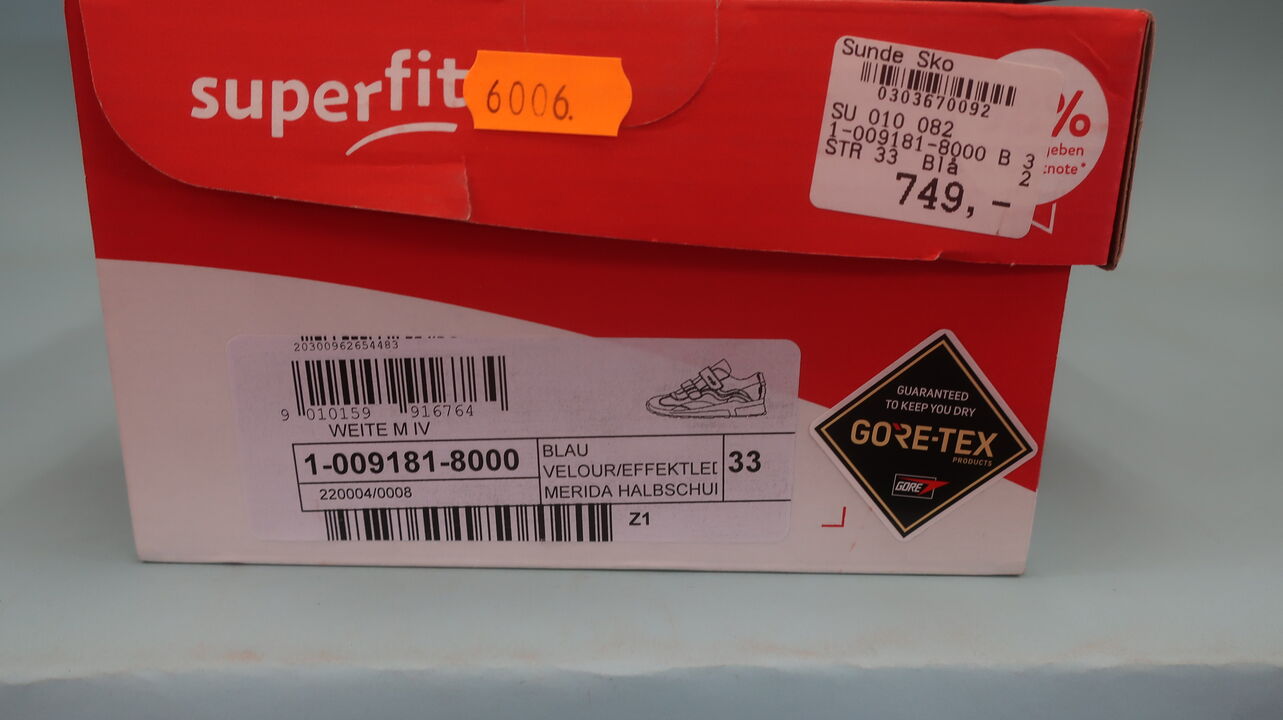 superfit
6006.
Sunde Sko
0303670092
SU 010 082
1-009181-8000 B 3
STR 33 Blå 2
749,-
%
geben
note*
20300962654483
9 010159 916764
WEITE M IV
1-009181-8000
220004/0008
BLAU
VELOUR/EFFEKTLE
MERIDA HALBSCHU
33
Z1
GUARANTEED
TO KEEP YOU DRY
GORE-TEX
PRODUCTS
GORE